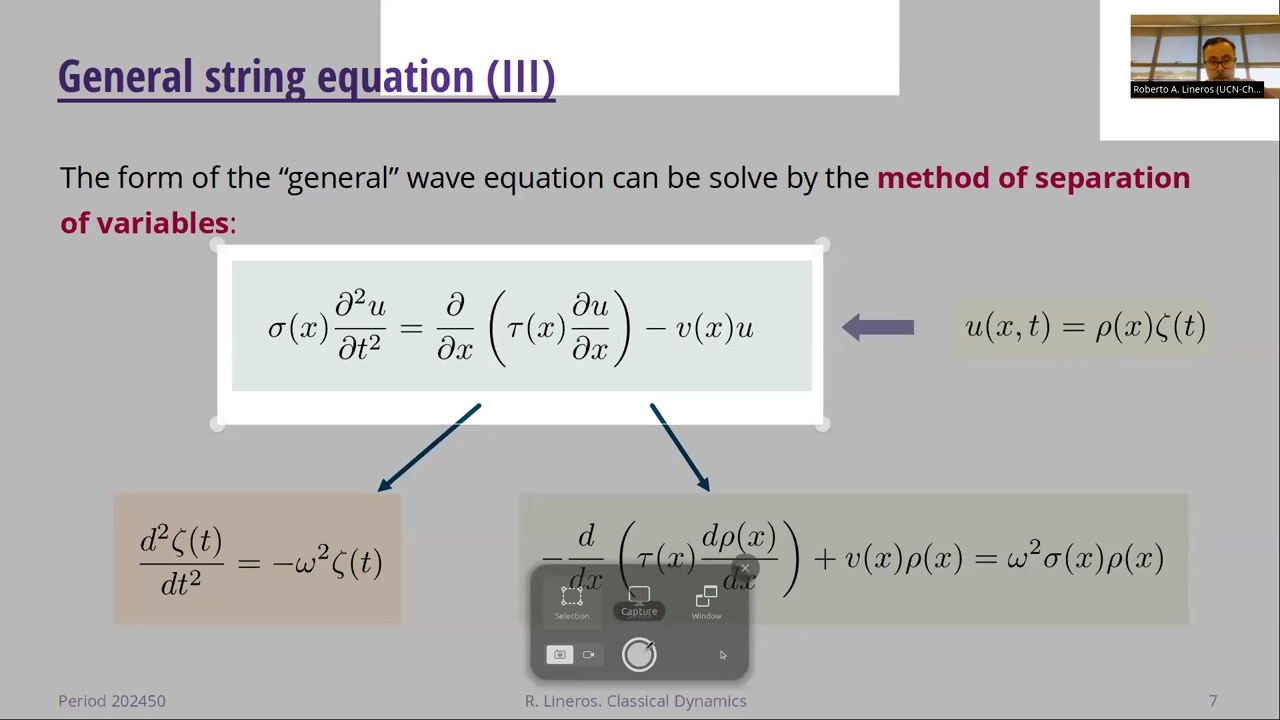 General string equation (III)
Roberto A. Lineros (UCN-Ch...
The form of the “general” wave equation can be solve by the method of separation
of variables:
σ(x) ∂²u/∂t² = ∂/∂x (τ(x) ∂u/∂x) − v(x)u
u(x, t) = ρ(x)ζ(t)
d²ζ(t)/dt² = −ω²ζ(t)
− d/dx (τ(x) dρ(x)/dx) + v(x)ρ(x) = ω²σ(x)ρ(x)
Selection
Capture
Window
Period 202450
R. Lineros. Classical Dynamics
7